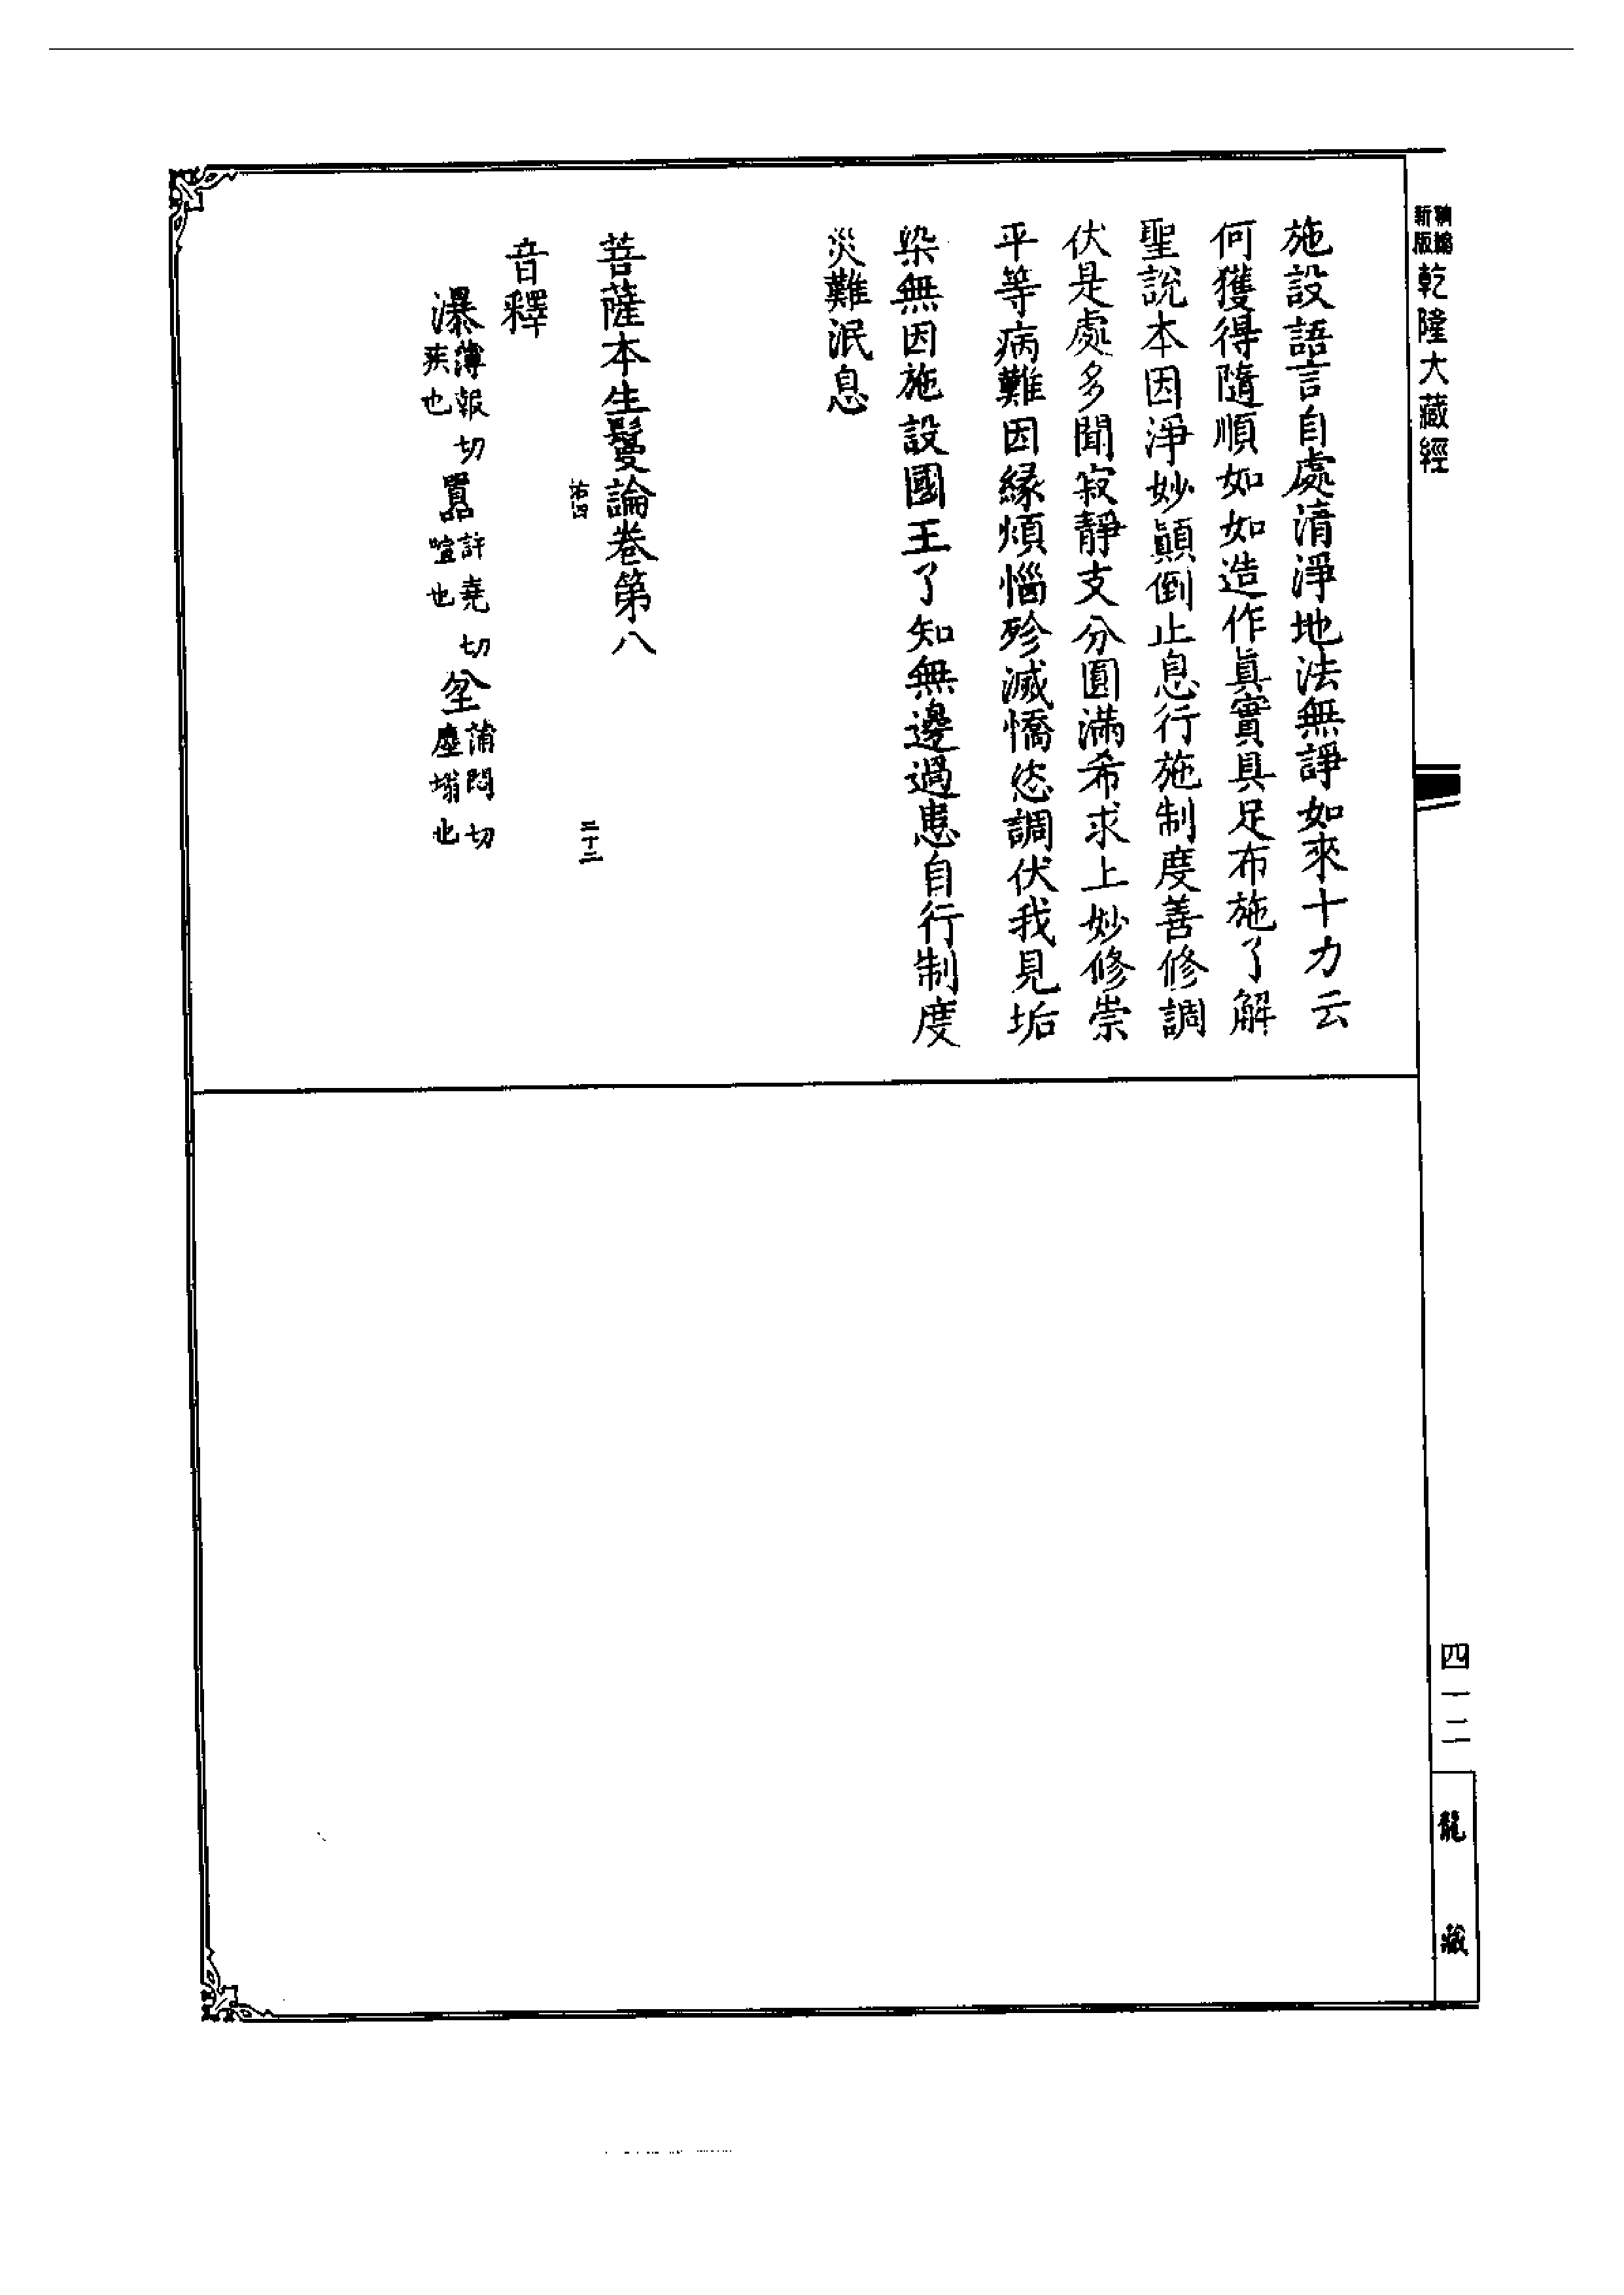 新版
精編
乾隆大藏經
四一二
龍藏
施設語言自處清淨地法無諍如來十力云
何獲得隨順如如造作眞實具足布施了解
聖說本因淨妙顚倒止息行施制度善修調
伏是處多聞寂靜支分圓滿希求上妙修崇
平等病難因緣煩惱殄滅憍恣調伏我見垢
染無因施設國王了知無邊過患自行制度
災難泯息
菩薩本生鬘論卷第八
祐四
二十二
音釋
瀑薄報切疾也 囂許堯切喧也 坌蒲悶切塵塕也